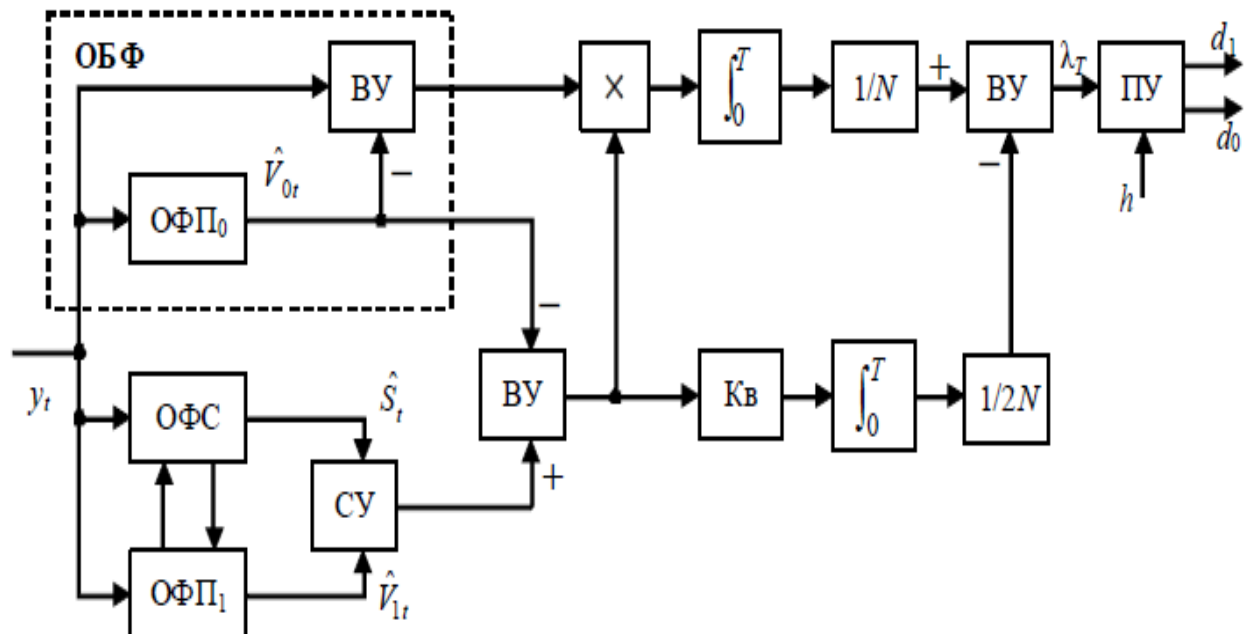 ОБФ
ВУ
×
∫₀ᵀ
1/N
+
ВУ
λ_T
ПУ
d₁
d₀
h
V̂₀ₜ
−
ОФП₀
−
−
yₜ
ОФС
Ŝₜ
СУ
ВУ
+
Кв
∫₀ᵀ
1/2N
ОФП₁
V̂₁ₜ